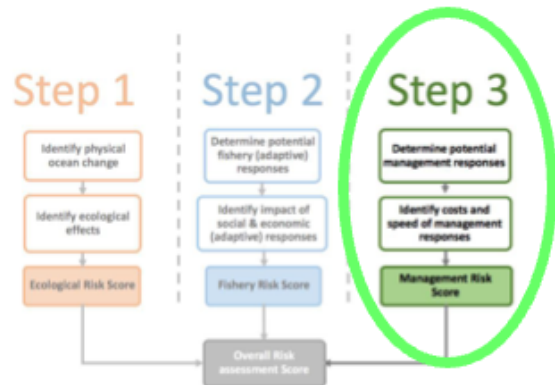 Step 1
Identify physical
ocean change
Identify ecological
effects
Ecological Risk Score
Step 2
Determine potential
fishery (adaptive)
responses
Identify impact of
social & economic
(adaptive) responses
Fishery Risk Score
Step 3
Determine potential
management responses
Identify costs and
speed of management
responses
Management Risk
Score
Overall Risk
assessment Score